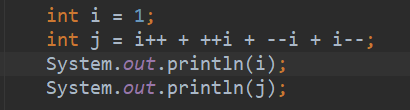 int i = 1;
int j = i++ + ++i + --i + i--;
System.out.println(i);
System.out.println(j);